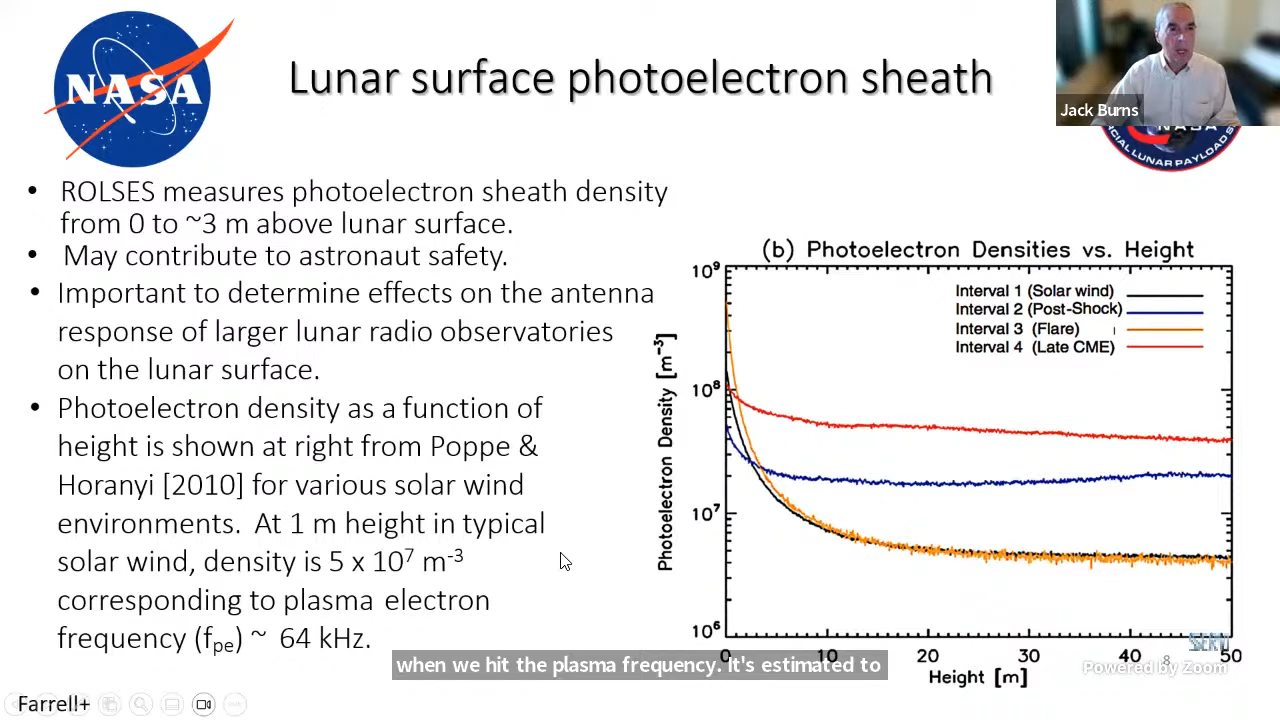 NASA
Lunar surface photoelectron sheath
Jack Burns
NASA
CIAL LUNAR PAYLOAD S
• ROLSES measures photoelectron sheath density
from 0 to ~3 m above lunar surface.
• May contribute to astronaut safety.
• Important to determine effects on the antenna
response of larger lunar radio observatories
on the lunar surface.
• Photoelectron density as a function of
height is shown at right from Poppe &
Horanyi [2010] for various solar wind
environments. At 1 m height in typical
solar wind, density is 5 x 10⁷ m⁻³
corresponding to plasma electron
frequency (fₚₑ) ~ 64 kHz.
(b) Photoelectron Densities vs. Height
Interval 1 (Solar wind)
Interval 2 (Post-Shock)
Interval 3 (Flare)
Interval 4 (Late CME)
Photoelectron Density [m⁻³]
10⁹
10⁸
10⁷
10⁶
0 10 20 30 40 50
Height [m]
SSERVI
8
Powered by Zoom
when we hit the plasma frequency. It's estimated to
Farrell+